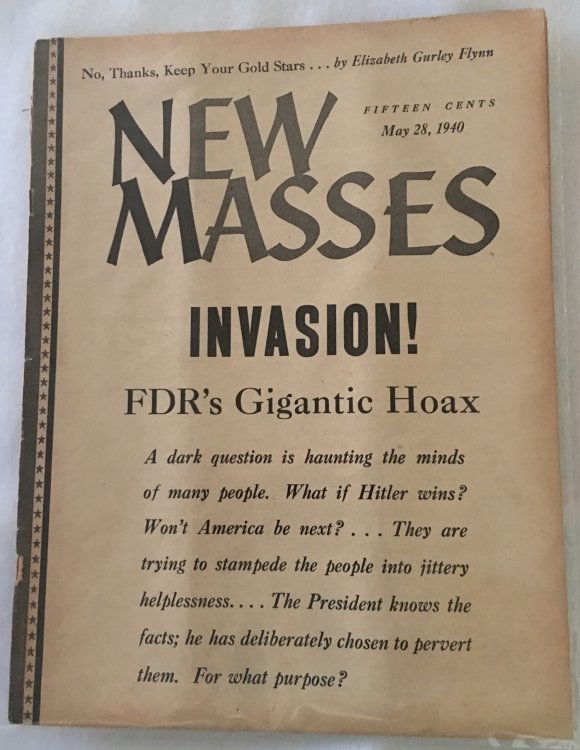 No, Thanks, Keep Your Gold Stars . . . by Elizabeth Gurley Flynn
FIFTEEN CENTS
May 28, 1940
NEW
MASSES
INVASION!
FDR's Gigantic Hoax
A dark question is haunting the minds
of many people. What if Hitler wins?
Won't America be next? . . . They are
trying to stampede the people into jittery
helplessness. . . . The President knows the
facts; he has deliberately chosen to pervert
them. For what purpose?